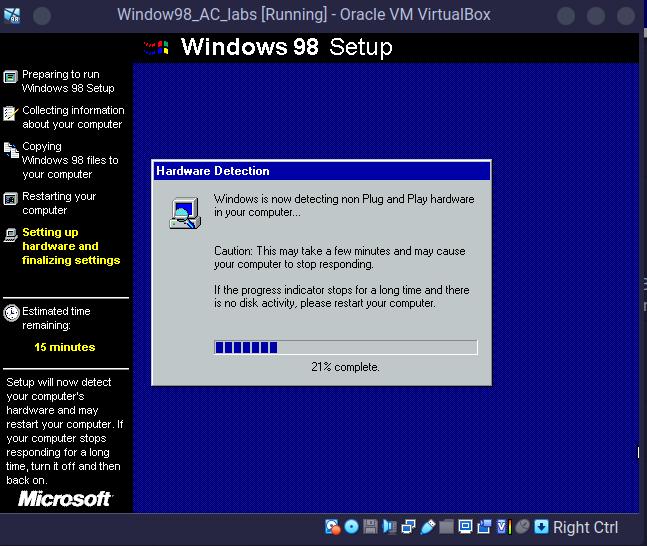 Window98_AC_labs [Running] - Oracle VM VirtualBox
Windows 98 Setup
Preparing to run
Windows 98 Setup
Collecting information
about your computer
Copying
Windows 98 files to
your computer
Restarting your
computer
Setting up
hardware and
finalizing settings
Estimated time
remaining:
15 minutes
Setup will now detect
your computer's
hardware and may
restart your computer. If
your computer stops
responding for a long
time, turn it off and then
back on.
Microsoft
Hardware Detection
Windows is now detecting non Plug and Play hardware
in your computer...
Caution: This may take a few minutes and may cause
your computer to stop responding.
If the progress indicator stops for a long time and there
is no disk activity, please restart your computer.
21% complete.
Right Ctrl